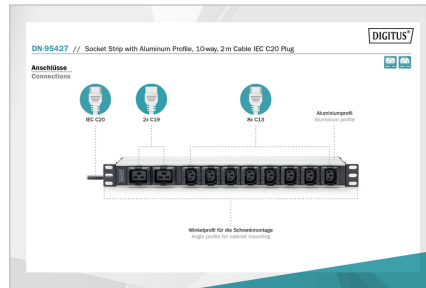 DIGITUS®
DN-95427 // Socket Strip with Aluminum Profile, 10-way, 2 m Cable IEC C20 Plug
Anschlüsse
Connections
IEC C20
2x C19
8x C13
Aluminiumprofil
Aluminum profile
Winkelprofil für die Schrankmontage
Angle profile for cabinet mounting